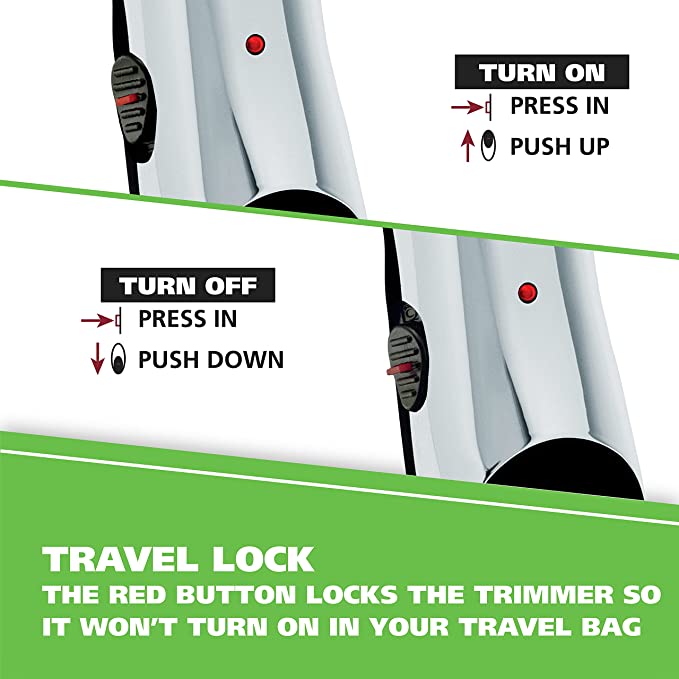 TURN ON
PRESS IN
PUSH UP
TURN OFF
PRESS IN
PUSH DOWN
TRAVEL LOCK
THE RED BUTTON LOCKS THE TRIMMER SO
IT WON'T TURN ON IN YOUR TRAVEL BAG